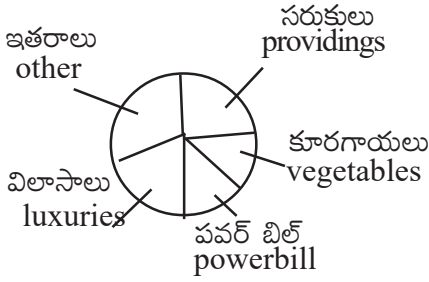 సరుకులు
providings
ఇతరాలు
other
కూరగాయలు
vegetables
విలాసాలు
luxuries
పవర్ బిల్
powerbill